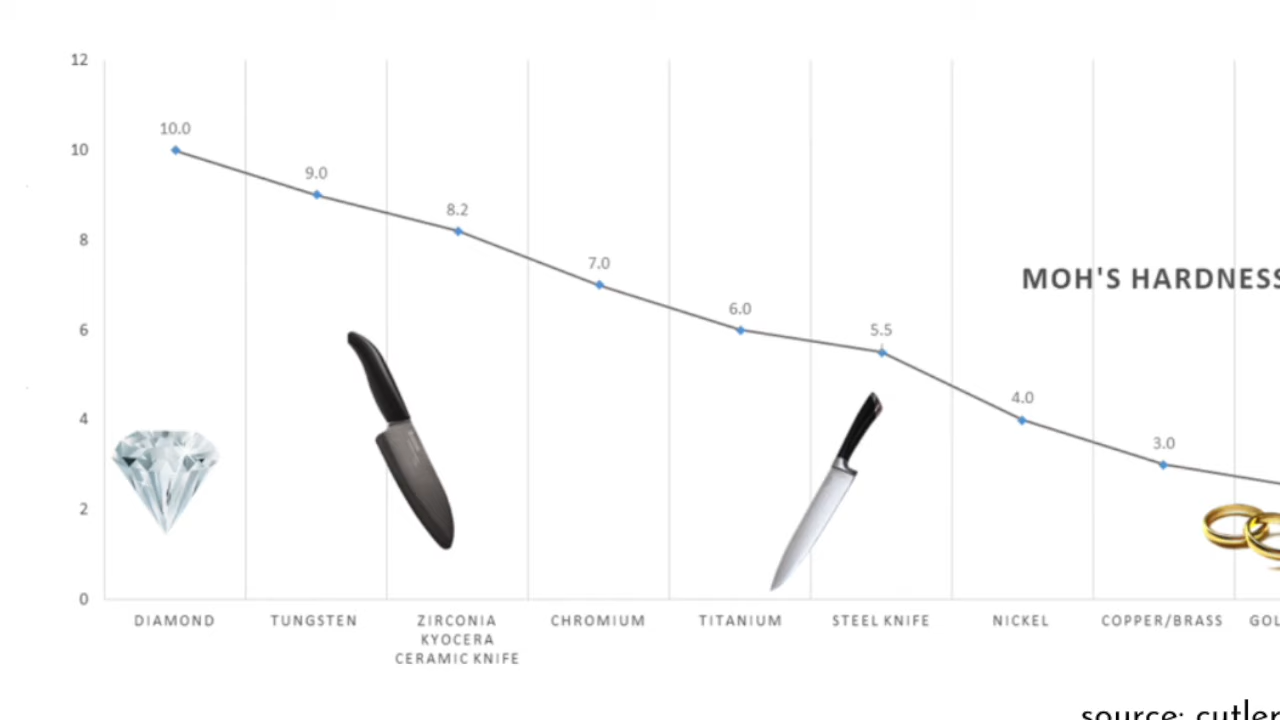 12
10
8
6
4
2
0
10.0
9.0
8.2
7.0
6.0
5.5
4.0
3.0
MOH'S HARDNESS
DIAMOND
TUNGSTEN
ZIRCONIA
KYOCERA
CERAMIC KNIFE
CHROMIUM
TITANIUM
STEEL KNIFE
NICKEL
COPPER/BRASS
GOL
source: cutler